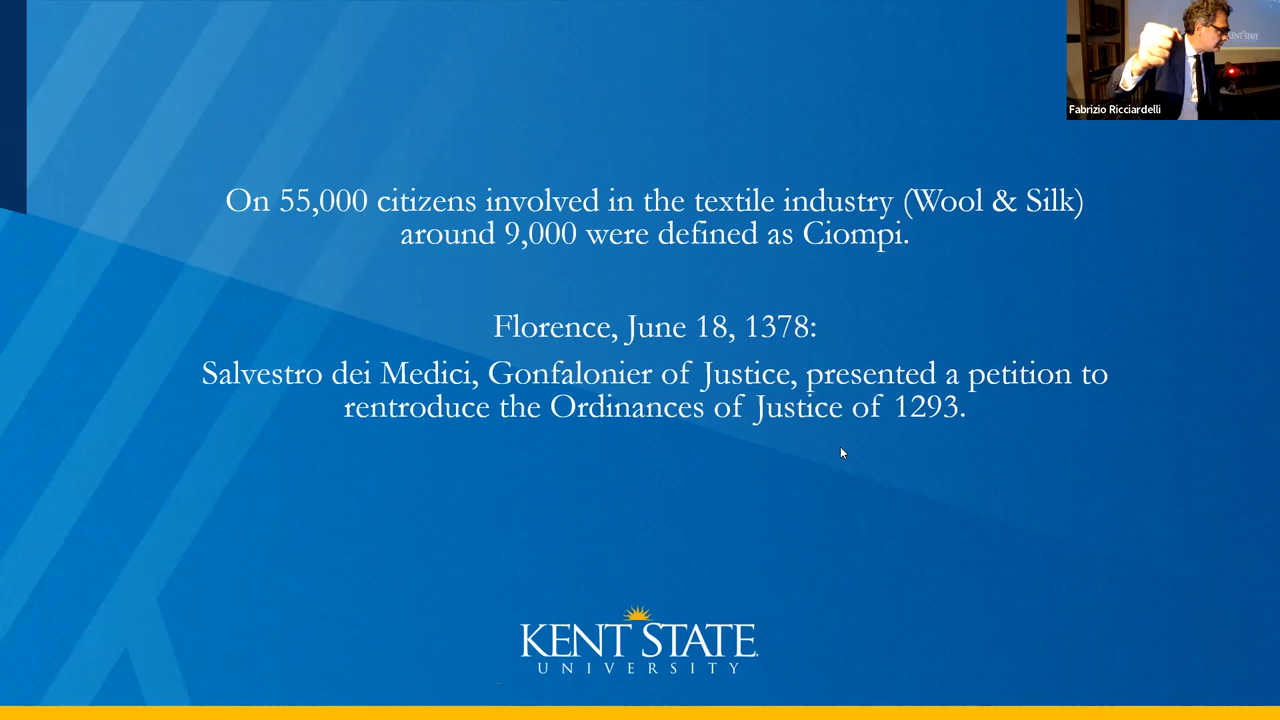 KENT STATE
Fabrizio Ricciardelli
On 55,000 citizens involved in the textile industry (Wool & Silk)
around 9,000 were defined as Ciompi.
Florence, June 18, 1378:
Salvestro dei Medici, Gonfalonier of Justice, presented a petition to
rentroduce the Ordinances of Justice of 1293.
KENT STATE
UNIVERSITY